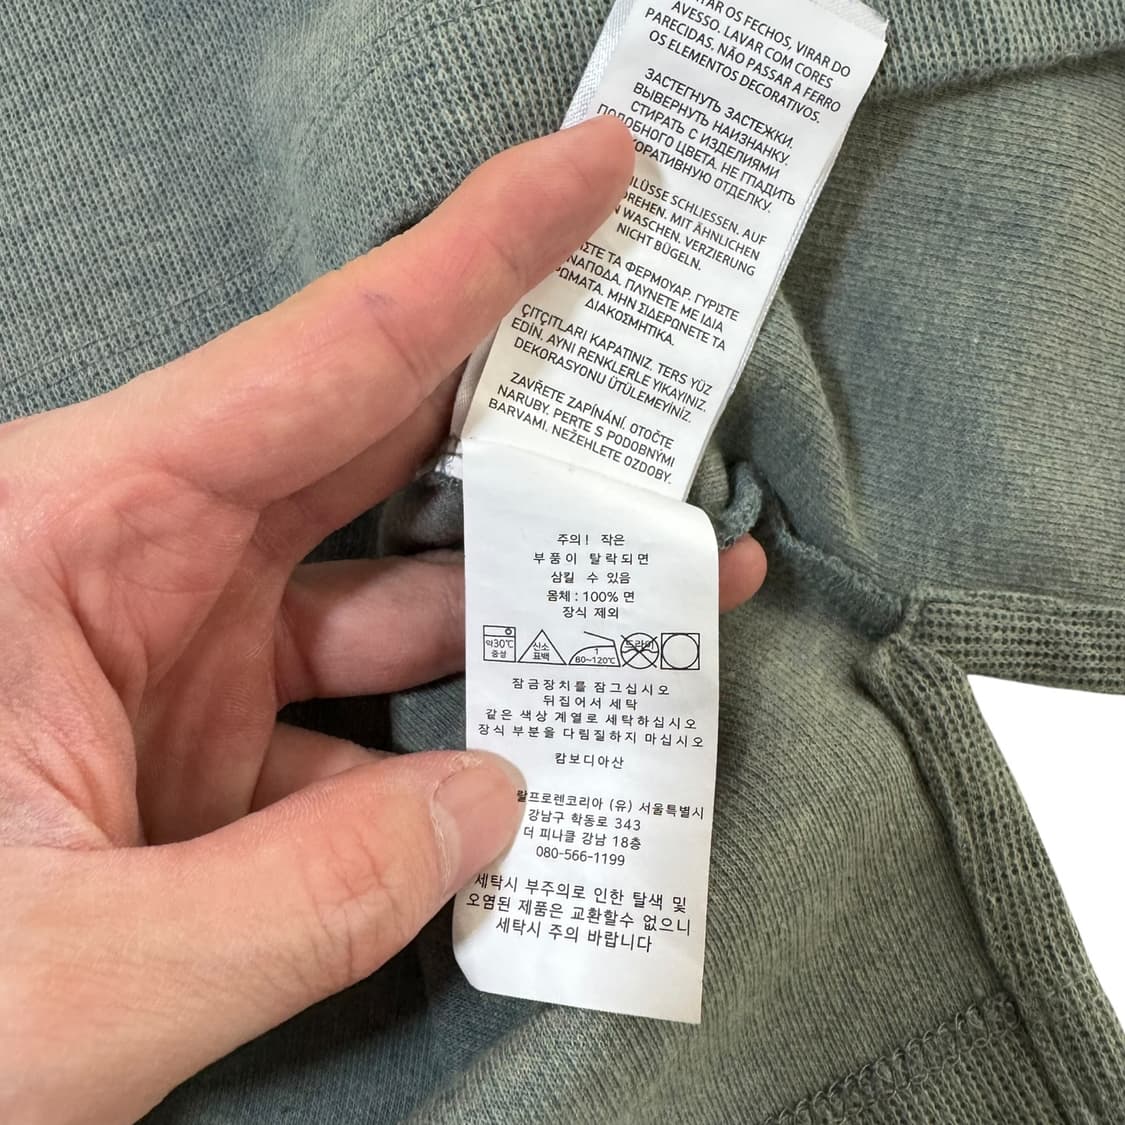 TAR OS FECHOS, VIRAR DO
AVESSO. LAVAR COM CORES
PARECIDAS. NÃO PASSAR A FERRO
OS ELEMENTOS DECORATIVOS.
ЗАСТЕГНУТЬ ЗАСТЕЖКИ.
ВЫВЕРНУТЬ НАИЗНАНКУ.
СТИРАТЬ С ИЗДЕЛИЯМИ
ПОДОБНОГО ЦВЕТА. НЕ ГЛАДИТЬ
КОРАТИВНУЮ ОТДЕЛКУ.
LÜSSE SCHLIESSEN. AUF
DREHEN. MIT ÄHNLICHEN
N WASCHEN. VERZIERUNG
NICHT BÜGELN.
ΣΤΕ ΤΑ ΦΕΡΜΟΥΑΡ. ΓΥΡΙΣΤΕ
ΝΑΠΟΔΑ. ΠΛΥΝΕΤΕ ΜΕ ΙΔΙΑ
ΩΜΑΤΑ. ΜΗΝ ΣΙΔΕΡΩΝΕΤΕ ΤΑ
ΔΙΑΚΟΣΜΗΤΙΚΑ.
ÇITÇITLARI KAPATINIZ. TERS YÜZ
EDİN. AYNI RENKLERLE YIKAYINIZ.
DEKORASYONU ÜTÜLEMEYİNİZ.
ZAVŘETE ZAPÍNÁNÍ. OTOČTE
NARUBY. PERTE S PODOBNÝMI
BARVAMI. NEŽEHLETE OZDOBY.
주의! 작은
부품이 탈락되면
삼킬 수 있음
몸체 : 100% 면
장식 제외
약30℃ 중성 산소 표백 1 80~120℃ 드라이
잠금장치를 잠그십시오
뒤집어서 세탁
같은 색상 계열로 세탁하십시오
장식 부분을 다림질하지 마십시오
캄보디아산
랄프로렌코리아 (유) 서울특별시
강남구 학동로 343
더 피나클 강남 18층
080-566-1199
세탁시 부주의로 인한 탈색 및
오염된 제품은 교환할수 없으니
세탁시 주의 바랍니다